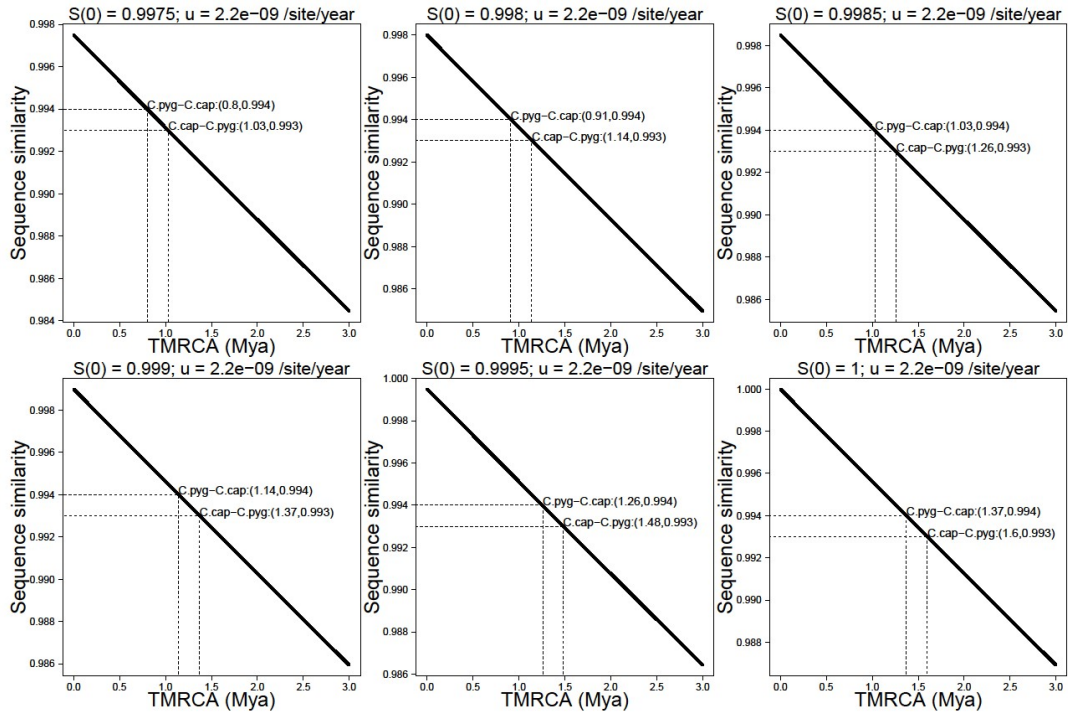 S(0) = 0.9975; u = 2.2e−09 /site/year
Sequence similarity
0.998
0.996
0.994
0.992
0.990
0.988
0.986
0.984
C.pyg−C.cap:(0.8,0.994)
C.cap−C.pyg:(1.03,0.993)
0.0 0.5 1.0 1.5 2.0 2.5 3.0
TMRCA (Mya)
S(0) = 0.998; u = 2.2e−09 /site/year
Sequence similarity
0.998
0.996
0.994
0.992
0.990
0.988
0.986
C.pyg−C.cap:(0.91,0.994)
C.cap−C.pyg:(1.14,0.993)
0.0 0.5 1.0 1.5 2.0 2.5 3.0
TMRCA (Mya)
S(0) = 0.9985; u = 2.2e−09 /site/year
Sequence similarity
0.998
0.996
0.994
0.992
0.990
0.988
0.986
C.pyg−C.cap:(1.03,0.994)
C.cap−C.pyg:(1.26,0.993)
0.0 0.5 1.0 1.5 2.0 2.5 3.0
TMRCA (Mya)
S(0) = 0.999; u = 2.2e−09 /site/year
Sequence similarity
0.998
0.996
0.994
0.992
0.990
0.988
0.986
C.pyg−C.cap:(1.14,0.994)
C.cap−C.pyg:(1.37,0.993)
0.0 0.5 1.0 1.5 2.0 2.5 3.0
TMRCA (Mya)
S(0) = 0.9995; u = 2.2e−09 /site/year
Sequence similarity
1.000
0.998
0.996
0.994
0.992
0.990
0.988
0.986
C.pyg−C.cap:(1.26,0.994)
C.cap−C.pyg:(1.48,0.993)
0.0 0.5 1.0 1.5 2.0 2.5 3.0
TMRCA (Mya)
S(0) = 1; u = 2.2e−09 /site/year
Sequence similarity
1.000
0.998
0.996
0.994
0.992
0.990
0.988
C.pyg−C.cap:(1.37,0.994)
C.cap−C.pyg:(1.6,0.993)
0.0 0.5 1.0 1.5 2.0 2.5 3.0
TMRCA (Mya)